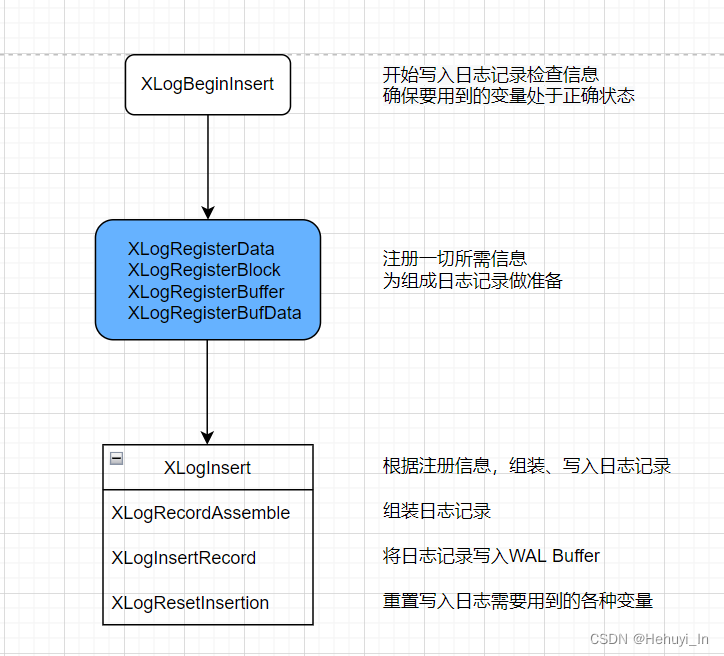 XLogBeginInsert
开始写入日志记录检查信息
确保要用到的变量处于正确状态
XLogRegisterData
XLogRegisterBlock
XLogRegisterBuffer
XLogRegisterBufData
注册一切所需信息
为组成日志记录做准备
XLogInsert
根据注册信息，组装、写入日志记录
XLogRecordAssemble
组装日志记录
XLogInsertRecord
将日志记录写入WAL Buffer
XLogResetInsertion
重置写入日志需要用到的各种变量
CSDN @Hehuyi_In